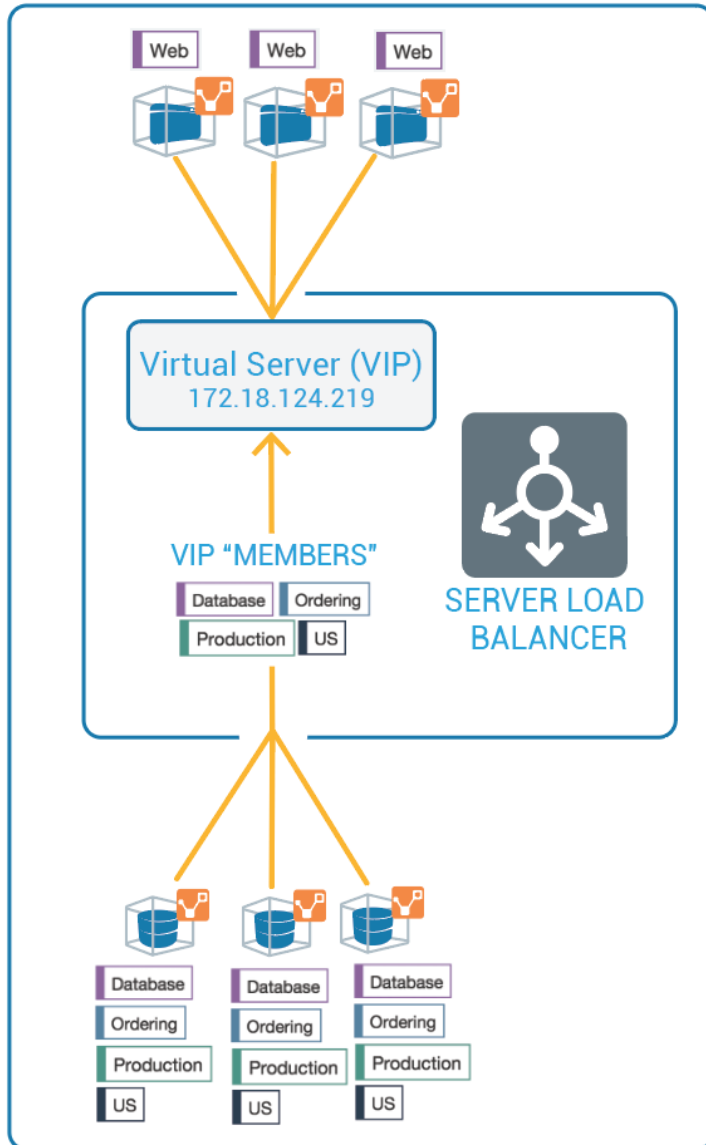 Web Web Web
Virtual Server (VIP)
172.18.124.219
VIP “MEMBERS”
Database Ordering
Production US
SERVER LOAD
BALANCER
Database Database Database
Ordering Ordering Ordering
Production Production Production
US US US